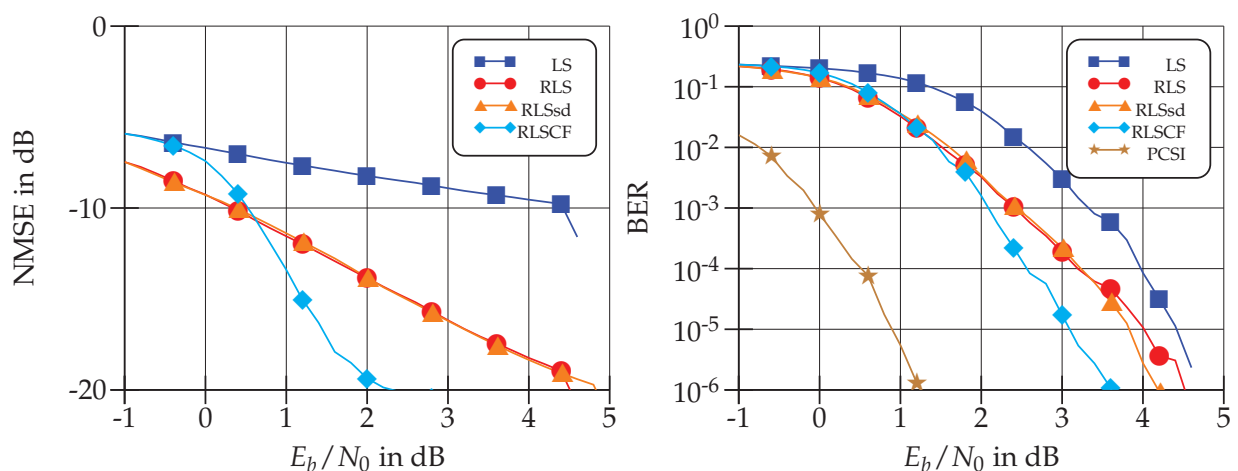 0
-10
-20
NMSE in dB
-1 0 1 2 3 4 5
E_b/N_0 in dB
LS
RLS
RLSsd
RLSCF
10^0
10^-1
10^-2
10^-3
10^-4
10^-5
10^-6
BER
-1 0 1 2 3 4 5
E_b/N_0 in dB
LS
RLS
RLSsd
RLSCF
PCSI